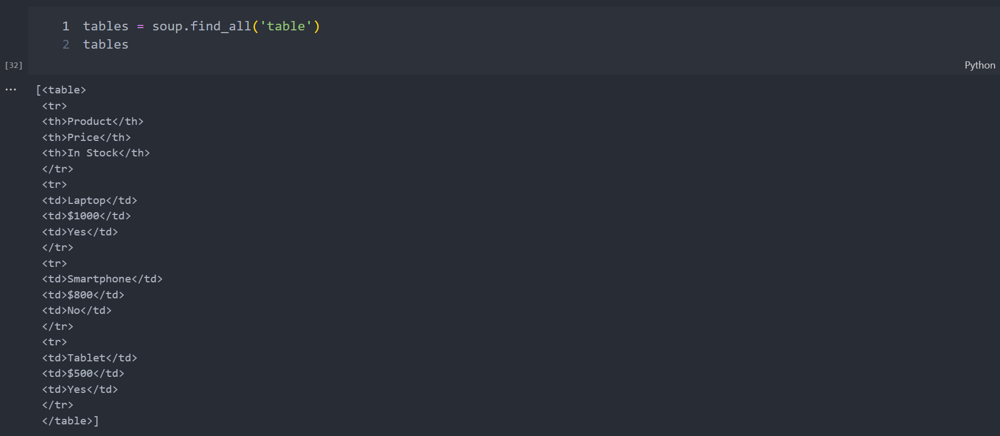 1 tables = soup.find_all('table')
2 tables
[32]
Python
...
[<table>
<tr>
<th>Product</th>
<th>Price</th>
<th>In Stock</th>
</tr>
<tr>
<td>Laptop</td>
<td>$1000</td>
<td>Yes</td>
</tr>
<tr>
<td>Smartphone</td>
<td>$800</td>
<td>No</td>
</tr>
<tr>
<td>Tablet</td>
<td>$500</td>
<td>Yes</td>
</tr>
</table>]